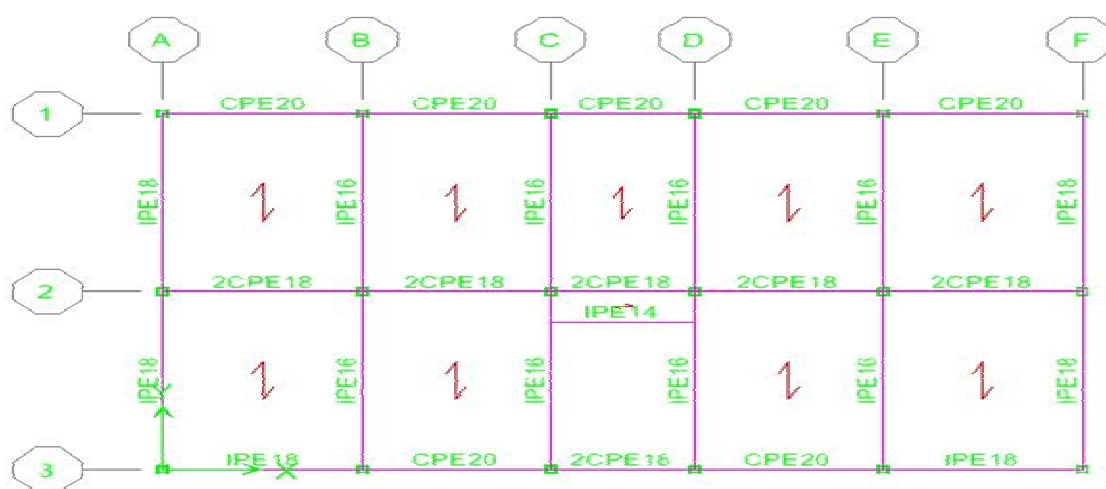 A B C D E F
1 CPE20 CPE20 CPE20 CPE20 CPE20
IPE18 IPE16 IPE16 IPE16 IPE16 IPE18
2 2CPE18 2CPE18 2CPE18 2CPE18 2CPE18
IPE14
IPE18 IPE16 IPE16 IPE16 IPE16 IPE18
Y
3 IPE18 X CPE20 2CPE18 CPE20 IPE18